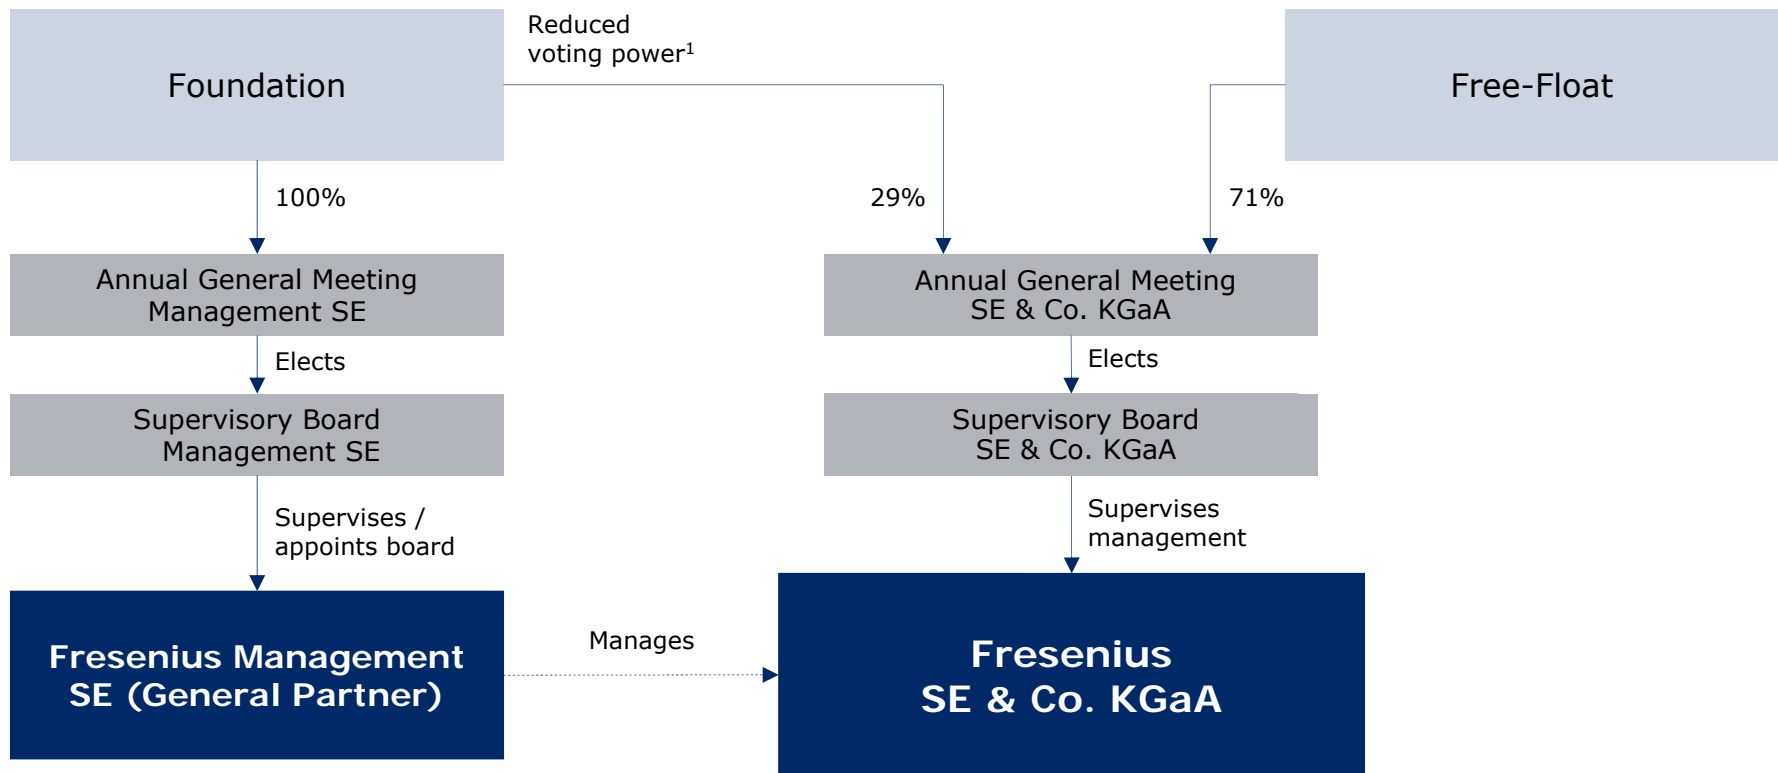 Reduced
voting power1
Foundation
Free-Float
100%
29%
71%
Annual General Meeting
Management SE
Annual General Meeting
SE & Co. KGaA
Elects
Elects
Supervisory Board
Management SE
Supervisory Board
SE & Co. KGaA
Supervises /
appoints board
Supervises
management
Fresenius Management
SE (General Partner)
Manages
Fresenius
SE & Co. KGaA